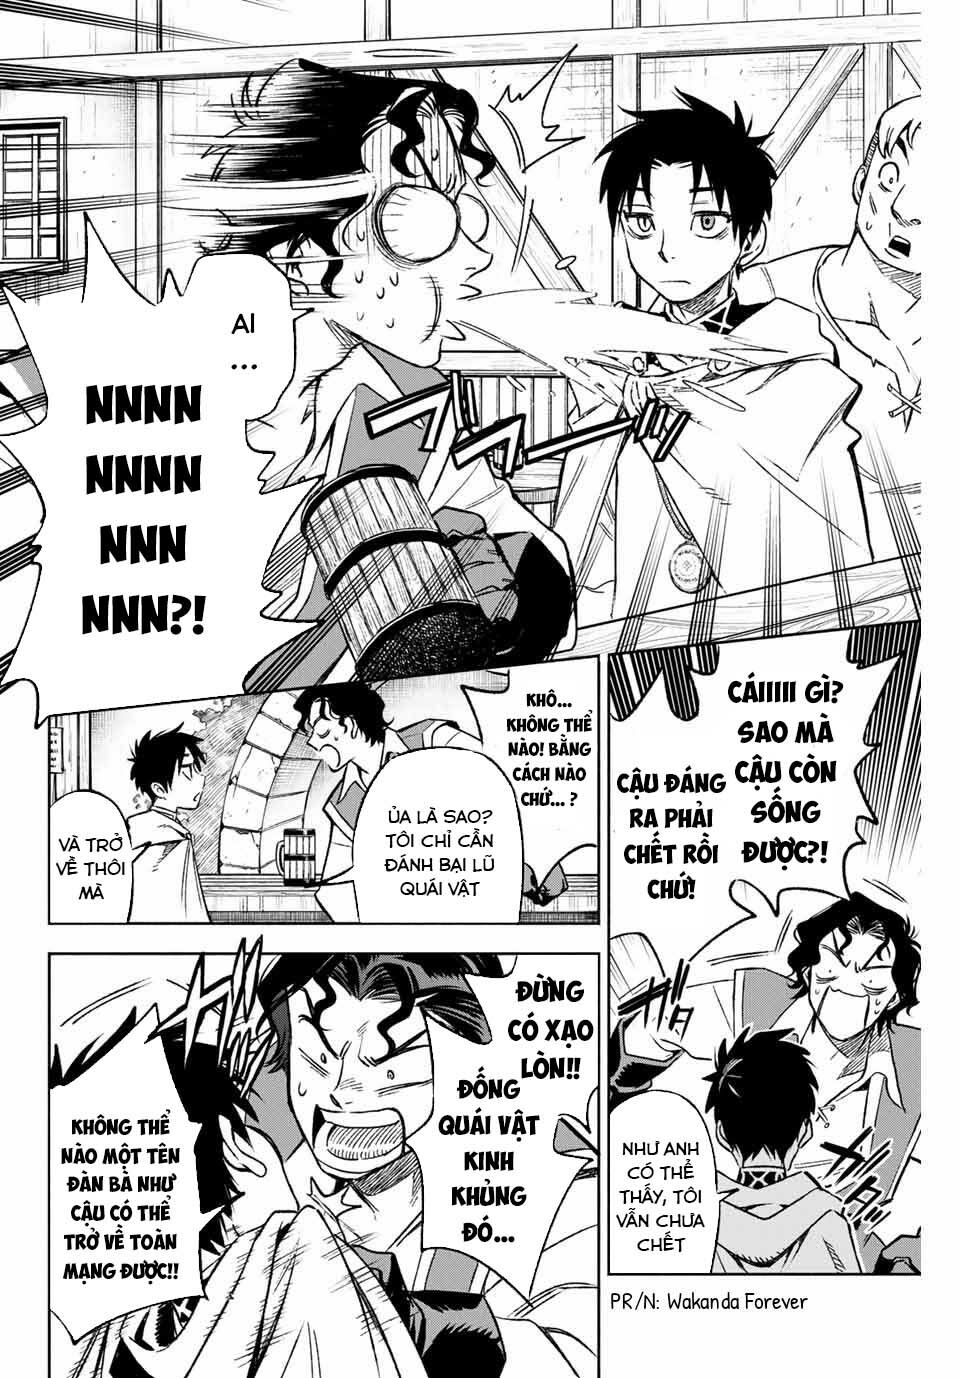 AI
...
NNNN
NNNN
NNN
NNN?!
CÁIIIII GÌ?
SAO MÀ
CẬU CÒN
SỐNG
ĐƯỢC?!
CẬU ĐÁNG
RA PHẢI
CHẾT RỒI
CHỨ!
NHƯ ANH
CÓ THỂ
THẤY, TÔI
VẪN CHƯA
CHẾT
KHÔ...
KHÔNG THỂ
NÀO! BẰNG
CÁCH NÀO
CHỨ... ?
ỦA LÀ SAO?
TÔI CHỈ CẦN
ĐÁNH BẠI LŨ
QUÁI VẬT
VÀ TRỞ
VỀ THÔI
MÀ
ĐỪNG
CÓ XẠO
LÒN!!
ĐỐNG
QUÁI VẬT
KINH
KHỦNG
ĐÓ...
KHÔNG THỂ
NÀO MỘT TÊN
ĐÀN BÀ NHƯ
CẬU CÓ THỂ
TRỞ VỀ TOÀN
MẠNG ĐƯỢC!!
PR/N: Wakanda Forever